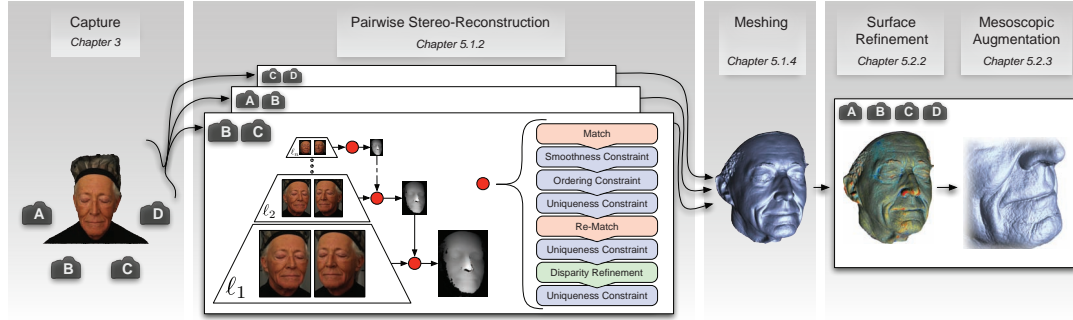 Capture
Chapter 3
Pairwise Stereo-Reconstruction
Chapter 5.1.2
Meshing
Chapter 5.1.4
Surface
Refinement
Chapter 5.2.2
Mesoscopic
Augmentation
Chapter 5.2.3
C D
A B
B C
A
D
B
C
ℓ2
ℓ1
Match
Smoothness Constraint
Ordering Constraint
Uniqueness Constraint
Re-Match
Uniqueness Constraint
Disparity Refinement
Uniqueness Constraint
A B C D